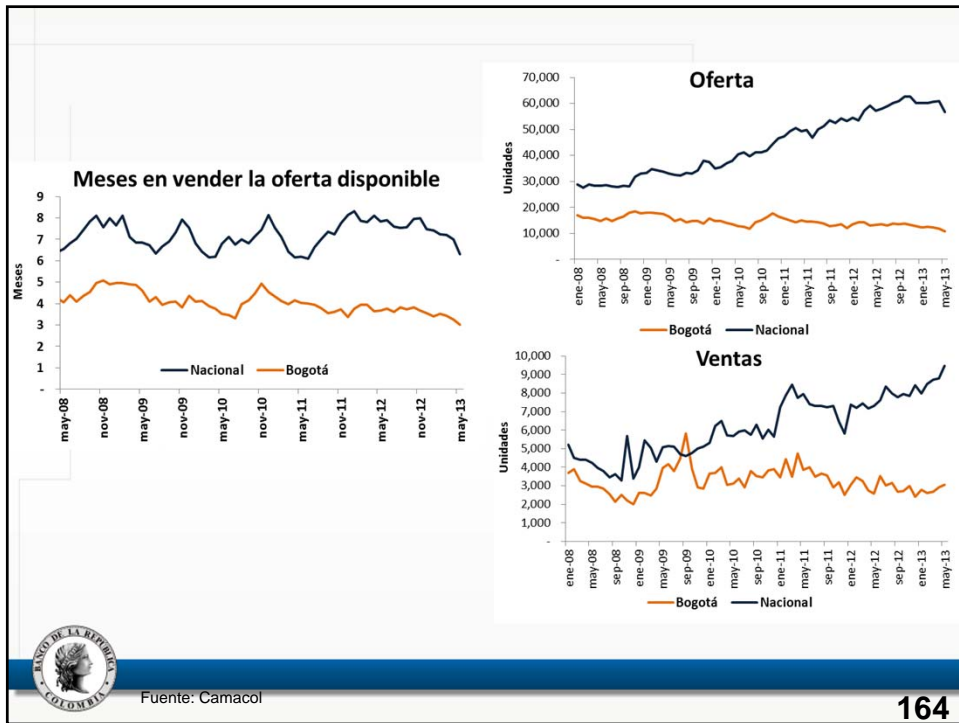 Meses en vender la oferta disponible
Meses
9
8
7
6
5
4
3
2
1
-
Nacional
Bogotá
may-08
nov-08
may-09
nov-09
may-10
nov-10
may-11
nov-11
may-12
nov-12
may-13
Oferta
Unidades
70,000
60,000
50,000
40,000
30,000
20,000
10,000
-
ene-08
may-08
sep-08
ene-09
may-09
sep-09
ene-10
may-10
sep-10
ene-11
may-11
sep-11
ene-12
may-12
sep-12
ene-13
may-13
Bogotá
Nacional
Ventas
Unidades
10,000
9,000
8,000
7,000
6,000
5,000
4,000
3,000
2,000
1,000
-
ene-08
may-08
sep-08
ene-09
may-09
sep-09
ene-10
may-10
sep-10
ene-11
may-11
sep-11
ene-12
may-12
sep-12
ene-13
may-13
Bogotá
Nacional
BANCO DE LA REPÚBLICA
COLOMBIA
Fuente: Camacol
164